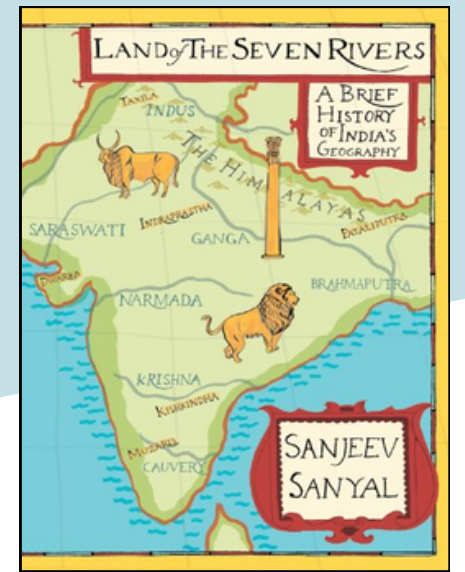 LAND of THE SEVEN RIVERS
A BRIEF
HISTORY
OF INDIA'S
GEOGRAPHY
TAXILA
INDUS
THE HIMALAYAS
INDRAPRASTHA
SARASWATI
GANGA
PATALIPUTRA
DWARKA
BRAHMAPUTRA
NARMADA
KRISHNA
KISHKINDHA
MUZARIS
CAUVERY
SANJEEV
SANYAL